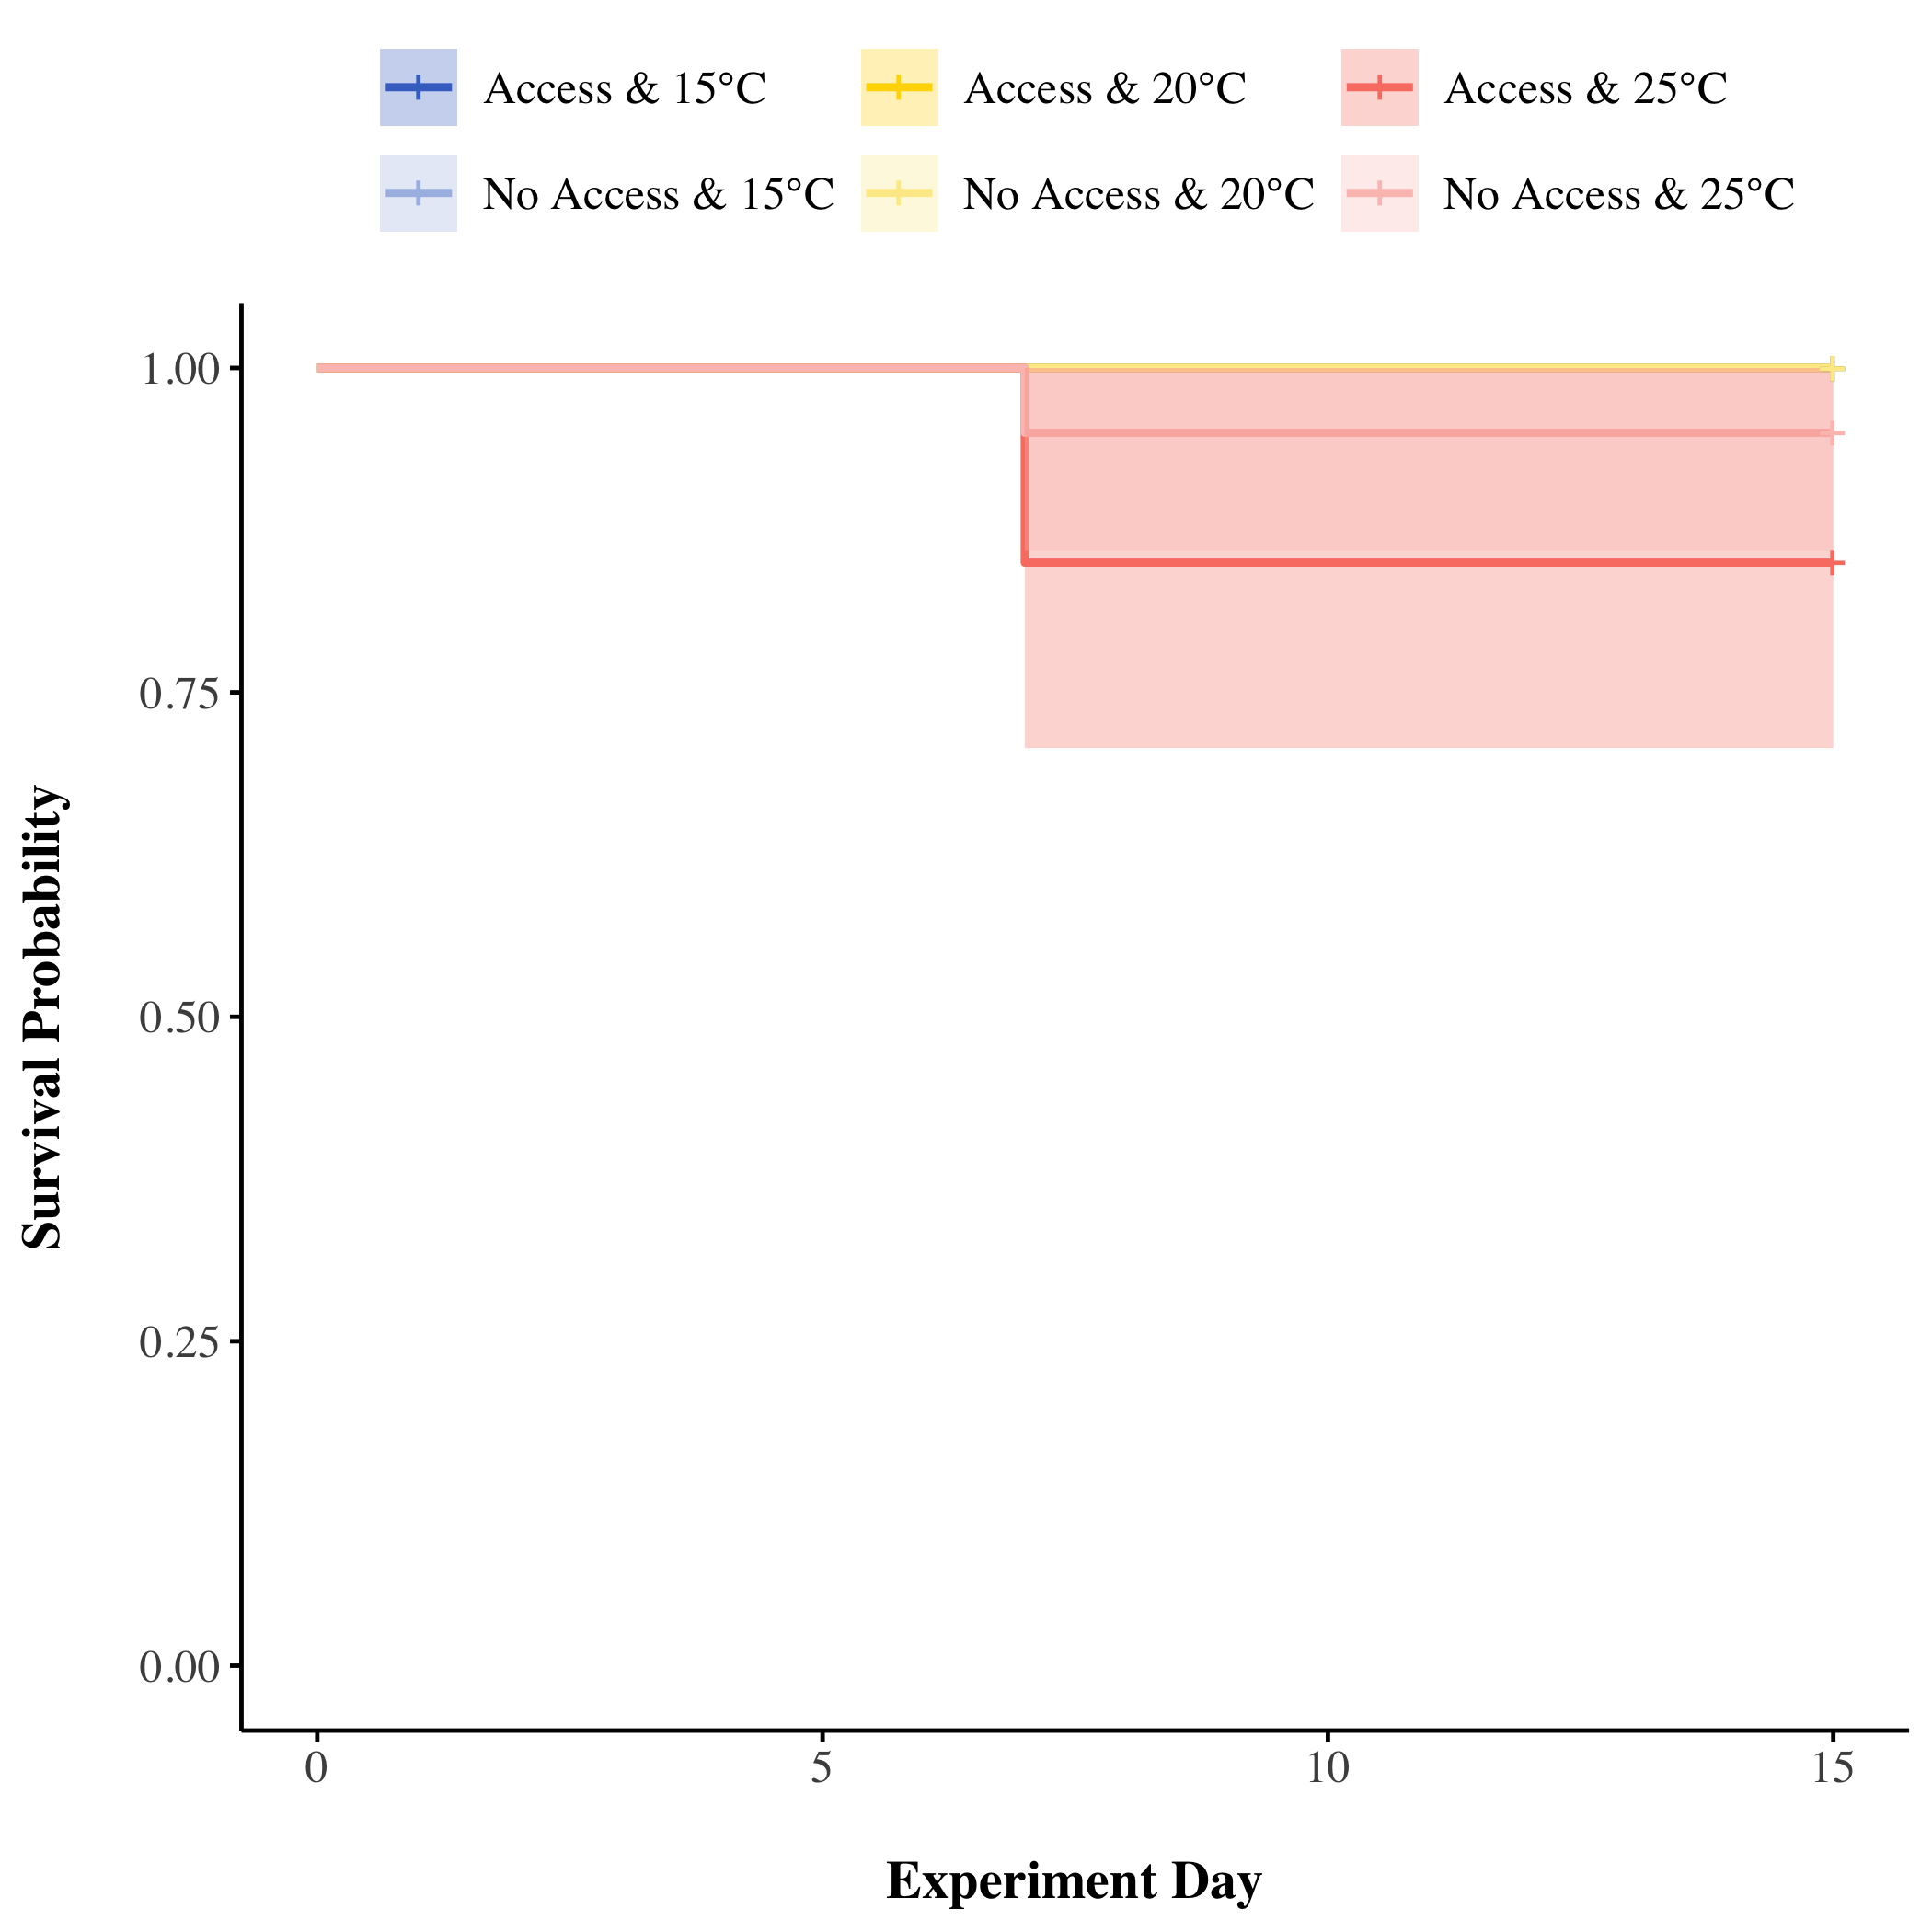 Access & 15°C Access & 20°C Access & 25°C
No Access & 15°C No Access & 20°C No Access & 25°C
Survival Probability
1.00
0.75
0.50
0.25
0.00
0 5 10 15
Experiment Day